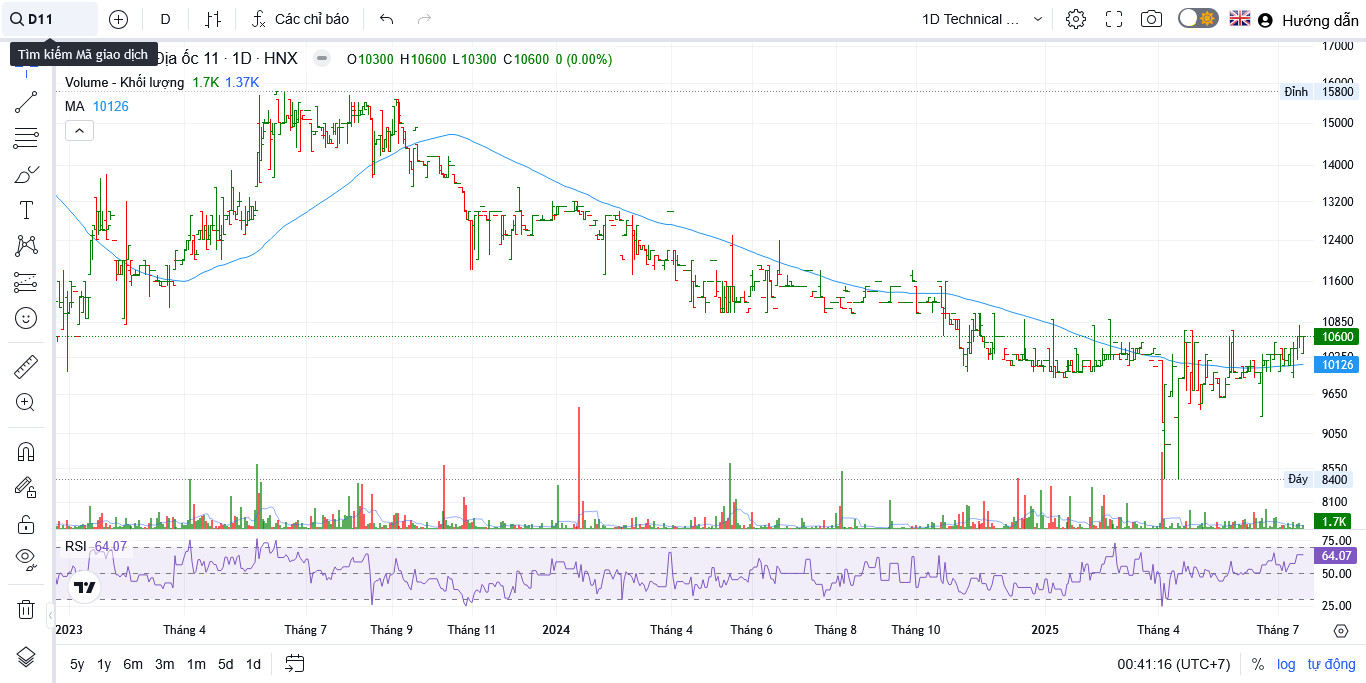 D11
D
Các chỉ báo
1D Technical ...
Hướng dẫn
Tìm kiếm Mã giao dịch
Địa ốc 11 · 1D · HNX
O10300 H10600 L10300 C10600 0 (0.00%)
Volume - Khối lượng 1.7K 1.37K
MA 10126
17000
16000
Đỉnh 15800
15000
14000
13200
12400
11600
10850
10600
10250
10126
9650
9050
8550
Đáy 8400
8100
1.7K
RSI 64.07
75.00
64.07
50.00
25.00
2023 Tháng 4 Tháng 7 Tháng 9 Tháng 11 2024 Tháng 4 Tháng 6 Tháng 8 Tháng 10 2025 Tháng 4 Tháng 7
5y 1y 6m 3m 1m 5d 1d
00:41:16 (UTC+7) % log tự động